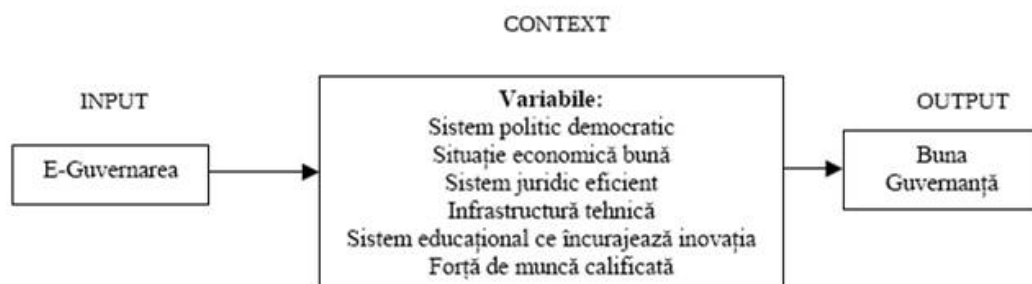 CONTEXT
INPUT
E-Guvernarea
Variabile:
Sistem politic democratic
Situație economică bună
Sistem juridic eficient
Infrastructură tehnică
Sistem educațional ce încurajează inovația
Forță de muncă calificată
OUTPUT
Buna
Guvernanță